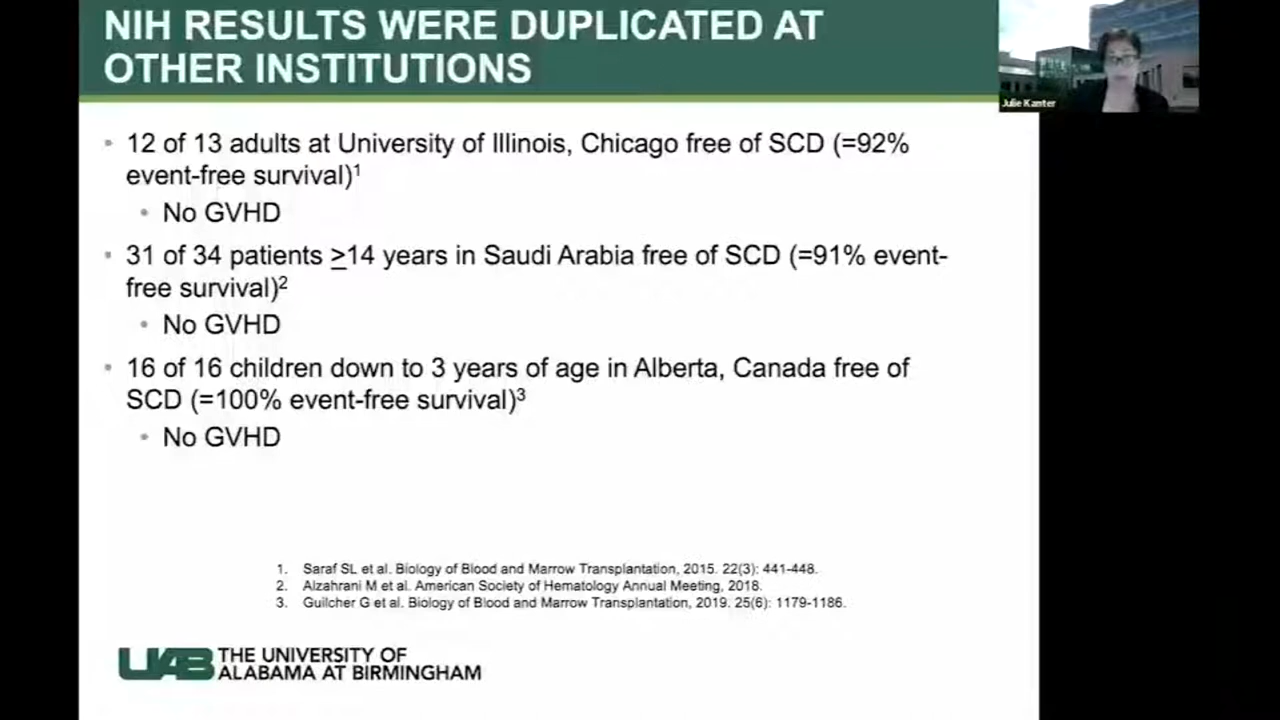 NIH RESULTS WERE DUPLICATED AT
OTHER INSTITUTIONS
Julie Kanter
• 12 of 13 adults at University of Illinois, Chicago free of SCD (=92%
event-free survival)¹
• No GVHD
• 31 of 34 patients ≥14 years in Saudi Arabia free of SCD (=91% event-
free survival)²
• No GVHD
• 16 of 16 children down to 3 years of age in Alberta, Canada free of
SCD (=100% event-free survival)³
• No GVHD
1. Saraf SL et al. Biology of Blood and Marrow Transplantation, 2015. 22(3): 441-448.
2. Alzahrani M et al. American Society of Hematology Annual Meeting, 2018.
3. Guilcher G et al. Biology of Blood and Marrow Transplantation, 2019. 25(6): 1179-1186.
UAB THE UNIVERSITY OF
ALABAMA AT BIRMINGHAM